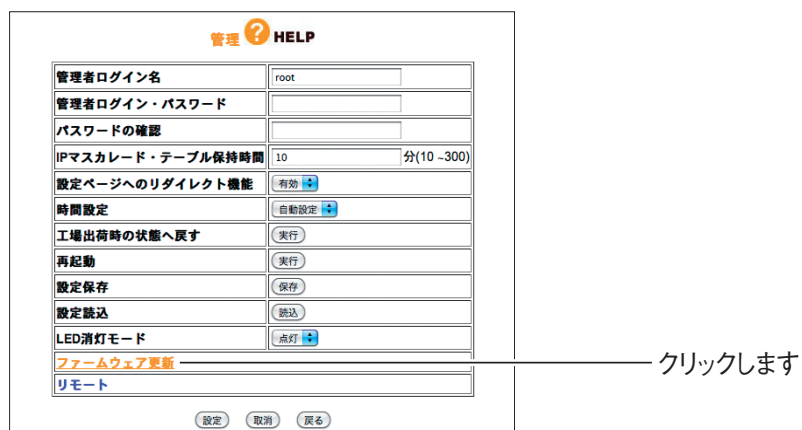 管理 ? HELP
管理者ログイン名 root
管理者ログイン・パスワード
パスワードの確認
IPマスカレード・テーブル保持時間 10 分(10 ~300)
設定ページへのリダイレクト機能 有効
時間設定 自動設定
工場出荷時の状態へ戻す 実行
再起動 実行
設定保存 保存
設定読込 読込
LED消灯モード 点灯
ファームウェア更新 クリックします
リモート
設定 取消 戻る